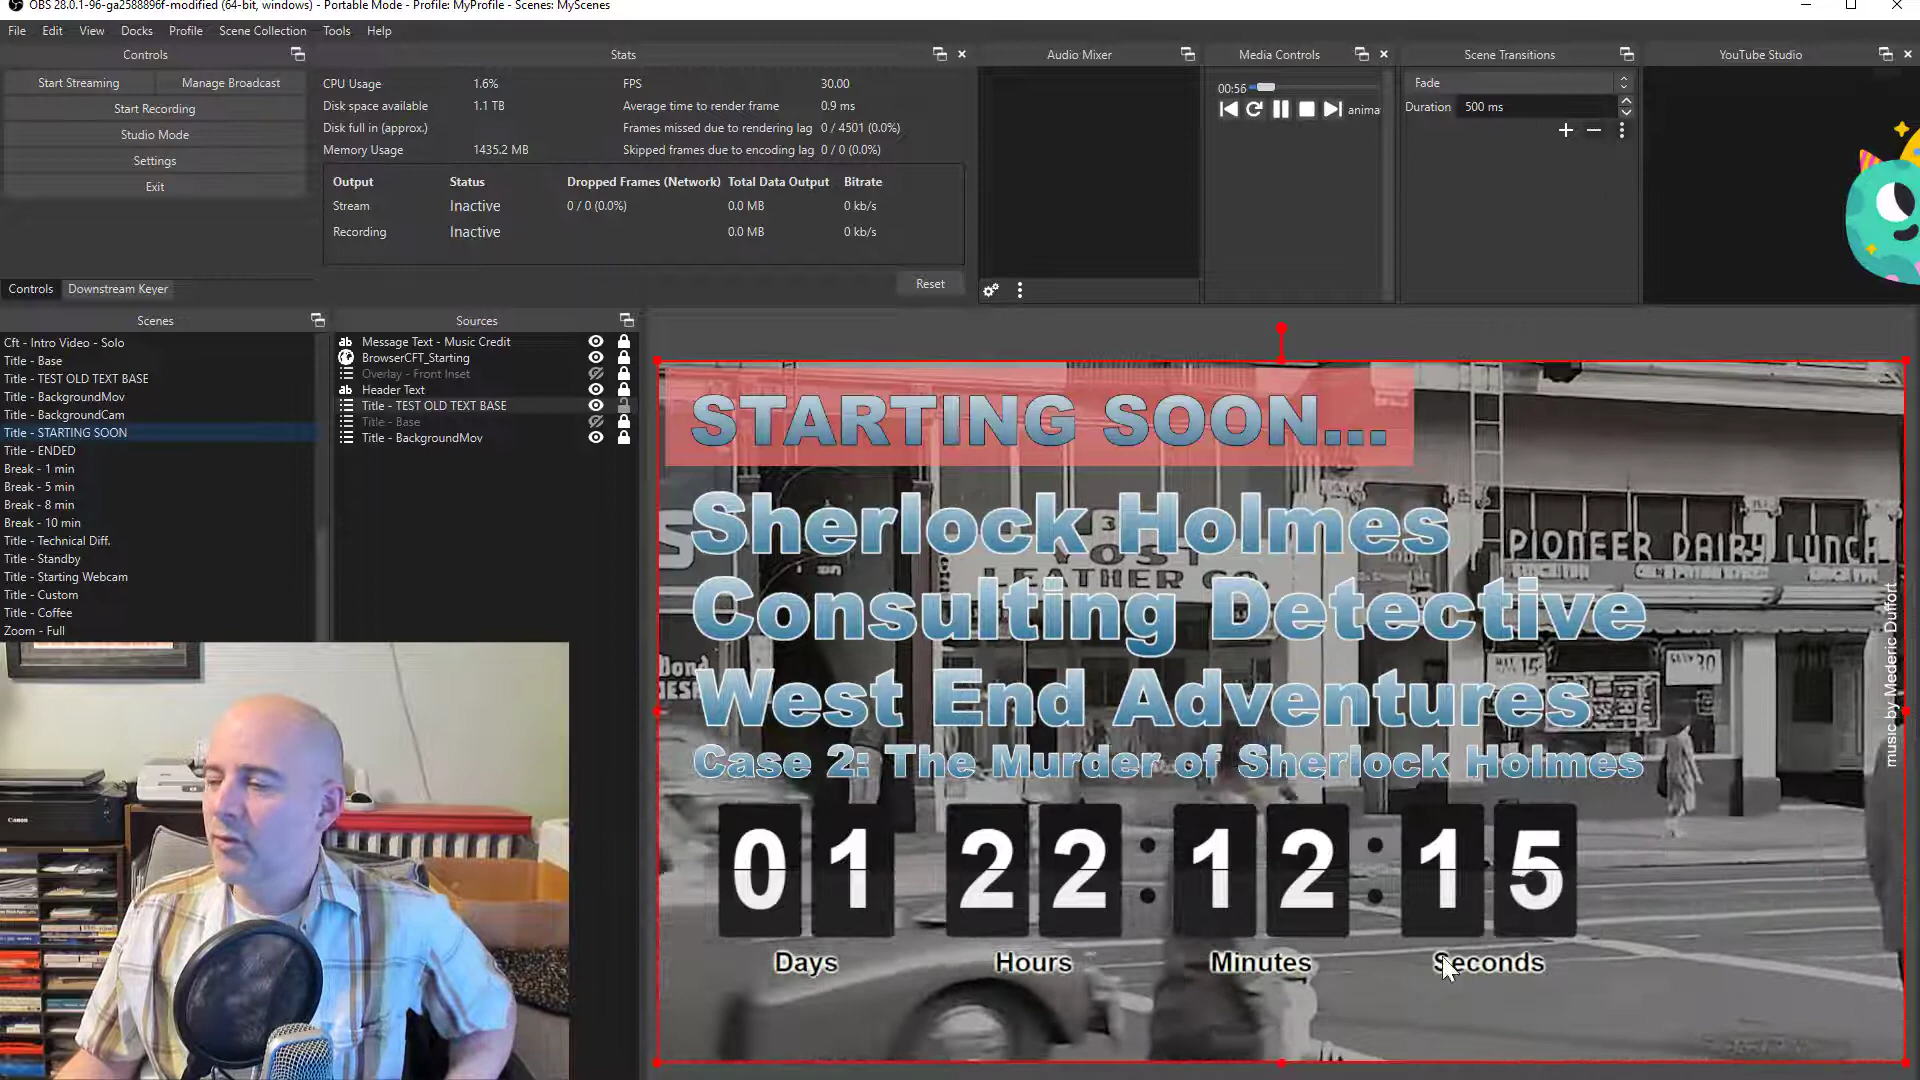 OBS 28.0.1-96-ga2588896f-modified (64-bit, windows) - Portable Mode - Profile: MyProfile - Scenes: MyScenes
File Edit View Docks Profile Scene Collection Tools Help
Controls
Start Streaming Manage Broadcast
Start Recording
Studio Mode
Settings
Exit
Controls Downstream Keyer
Stats
CPU Usage 1.6% FPS 30.00
Disk space available 1.1 TB Average time to render frame 0.9 ms
Disk full in (approx.) Frames missed due to rendering lag 0 / 4501 (0.0%)
Memory Usage 1435.2 MB Skipped frames due to encoding lag 0 / 0 (0.0%)
Output Status Dropped Frames (Network) Total Data Output Bitrate
Stream Inactive 0 / 0 (0.0%) 0.0 MB 0 kb/s
Recording Inactive 0.0 MB 0 kb/s
Reset
Audio Mixer
Media Controls
00:56
anima
Scene Transitions
Fade
Duration 500 ms
YouTube Studio
Scenes
Cft - Intro Video - Solo
Title - Base
Title - TEST OLD TEXT BASE
Title - BackgroundMov
Title - BackgroundCam
Title - STARTING SOON
Title - ENDED
Break - 1 min
Break - 5 min
Break - 8 min
Break - 10 min
Title - Technical Diff.
Title - Standby
Title - Starting Webcam
Title - Custom
Title - Coffee
Zoom - Full
Sources
ab Message Text - Music Credit
BrowserCFT_Starting
Overlay - Front Inset
ab Header Text
Title - TEST OLD TEXT BASE
Title - Base
Title - BackgroundMov
STARTING SOON...
Sherlock Holmes
Consulting Detective
West End Adventures
Case 2: The Murder of Sherlock Holmes
01 22 : 12 : 15
Days Hours Minutes Seconds
music by Mederic Duffort
PIONEER DAIRY LUNCH
YOST
LEATHER CO.
Canon